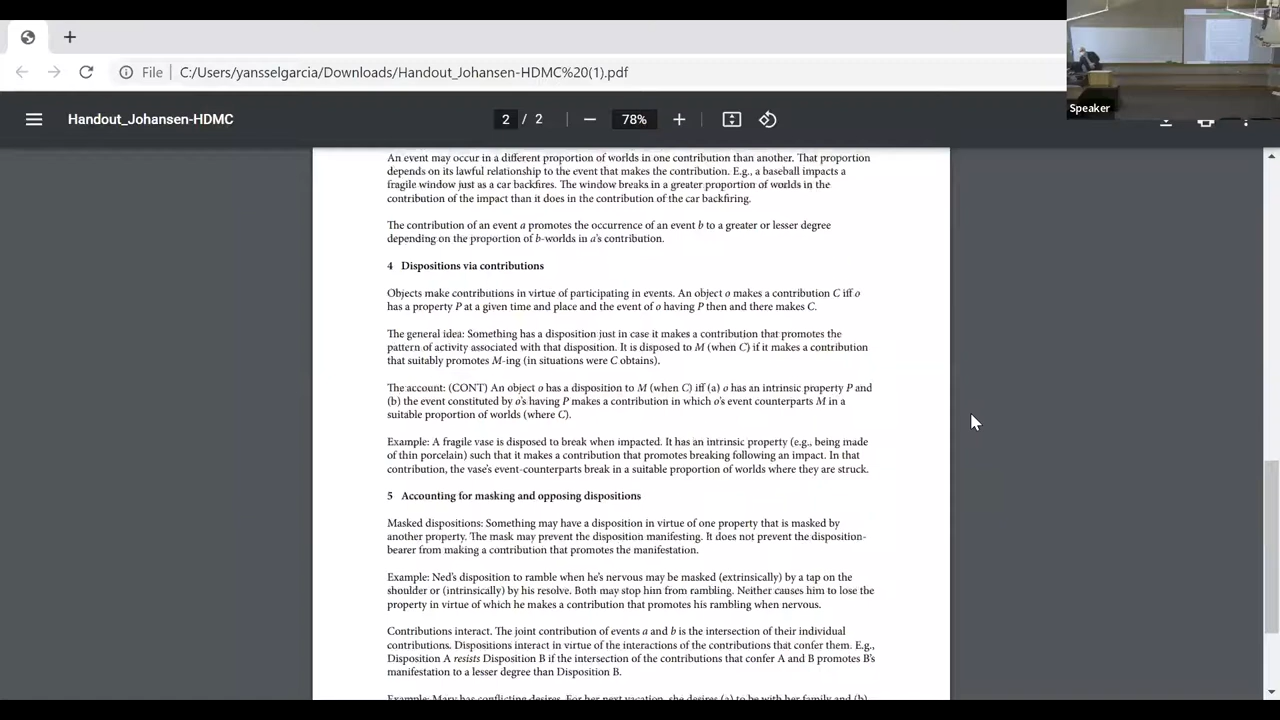 File
C:/Users/yansselgarcia/Downloads/Handout_Johansen-HDMC%20(1).pdf
Speaker
Handout_Johansen-HDMC
2 / 2
78%
An event may occur in a different proportion of worlds in one contribution than another. That proportion
depends on its lawful relationship to the event that makes the contribution. E.g., a baseball impacts a
fragile window just as a car backfires. The window breaks in a greater proportion of worlds in the
contribution of the impact than it does in the contribution of the car backfiring.
The contribution of an event a promotes the occurrence of an event b to a greater or lesser degree
depending on the proportion of b-worlds in a's contribution.
4 Dispositions via contributions
Objects make contributions in virtue of participating in events. An object o makes a contribution C iff o
has a property P at a given time and place and the event of o having P then and there makes C.
The general idea: Something has a disposition just in case it makes a contribution that promotes the
pattern of activity associated with that disposition. It is disposed to M (when C) if it makes a contribution
that suitably promotes M-ing (in situations were C obtains).
The account: (CONT) An object o has a disposition to M (when C) iff (a) o has an intrinsic property P and
(b) the event constituted by o's having P makes a contribution in which o's event counterparts M in a
suitable proportion of worlds (where C).
Example: A fragile vase is disposed to break when impacted. It has an intrinsic property (e.g., being made
of thin porcelain) such that it makes a contribution that promotes breaking following an impact. In that
contribution, the vase's event-counterparts break in a suitable proportion of worlds where they are struck.
5 Accounting for masking and opposing dispositions
Masked dispositions: Something may have a disposition in virtue of one property that is masked by
another property. The mask may prevent the disposition manifesting. It does not prevent the disposition-
bearer from making a contribution that promotes the manifestation.
Example: Ned's disposition to ramble when he's nervous may be masked (extrinsically) by a tap on the
shoulder or (intrinsically) by his resolve. Both may stop him from rambling. Neither causes him to lose the
property in virtue of which he makes a contribution that promotes his rambling when nervous.
Contributions interact. The joint contribution of events a and b is the intersection of their individual
contributions. Dispositions interact in virtue of the interactions of the contributions that confer them. E.g.,
Disposition A resists Disposition B if the intersection of the contributions that confer A and B promotes B's
manifestation to a lesser degree than Disposition B.
Example: Mary has conflicting desires. For her next vacation, she desires (a) to be with her family and (b)